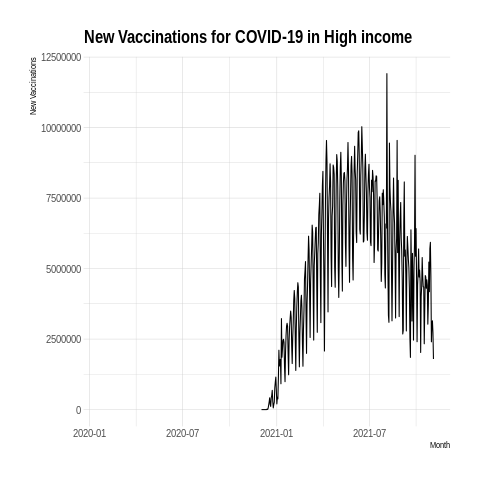 New Vaccinations for COVID-19 in High income
New Vaccinations
12500000
10000000
7500000
5000000
2500000
0
2020-01 2020-07 2021-01 2021-07
Month